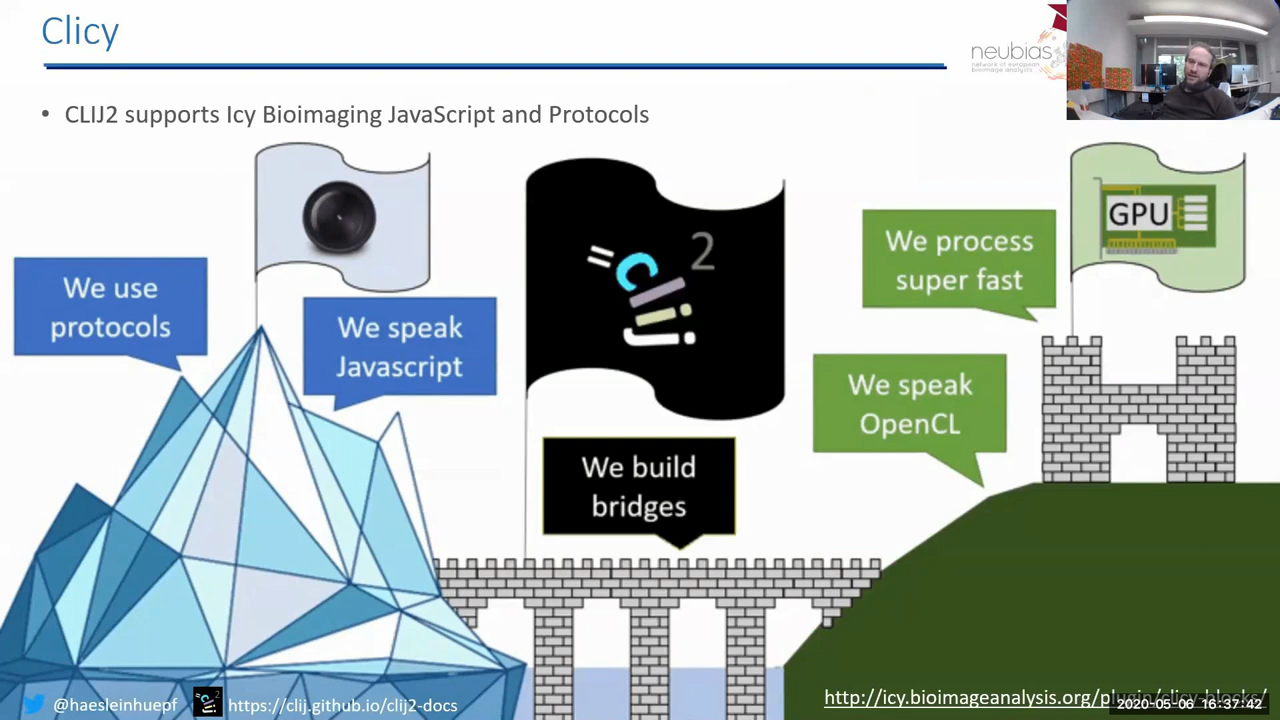 Clicy
neubias
network of european
bioimage analysts
• CLIJ2 supports Icy Bioimaging JavaScript and Protocols
We use
protocols
We speak
Javascript
clij
2
We build
bridges
We process
super fast
GPU
We speak
OpenCL
@haesleinhuepf
https://clij.github.io/clij2-docs
http://icy.bioimageanalysis.org/plugin/clicy-blocks/
2020-05-06 16:37:42